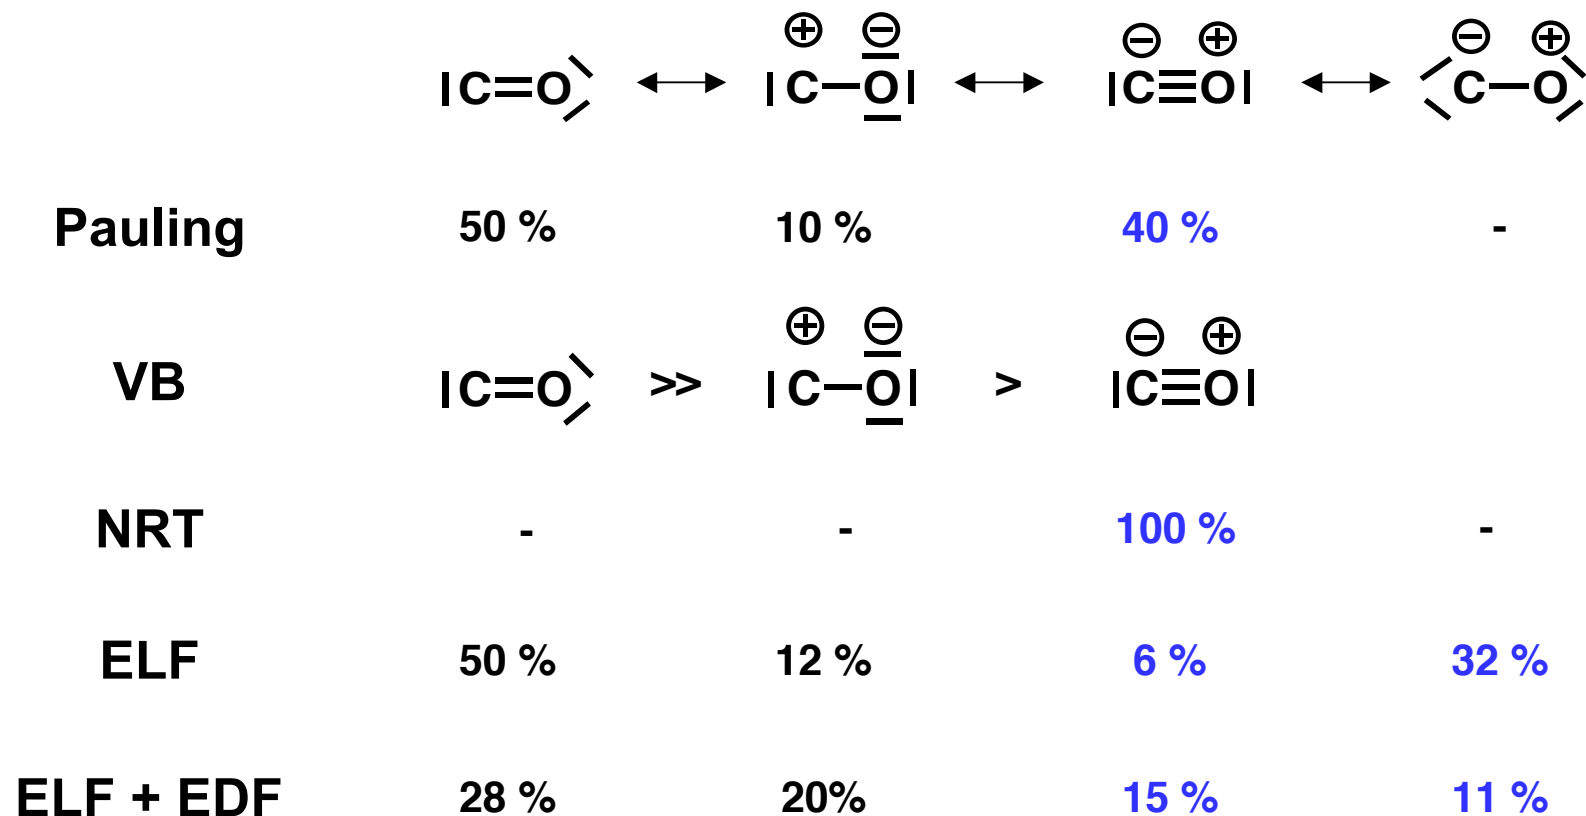 ⊕ ⊖ ⊖ ⊕ ⊖ ⊕
|C=O ↔ |C–O| ↔ |C≡O| ↔ C–O
Pauling 50 % 10 % 40 % -
⊕ ⊖ ⊖ ⊕
VB |C=O >> |C–O| > |C≡O|
NRT - - 100 % -
ELF 50 % 12 % 6 % 32 %
ELF + EDF 28 % 20% 15 % 11 %